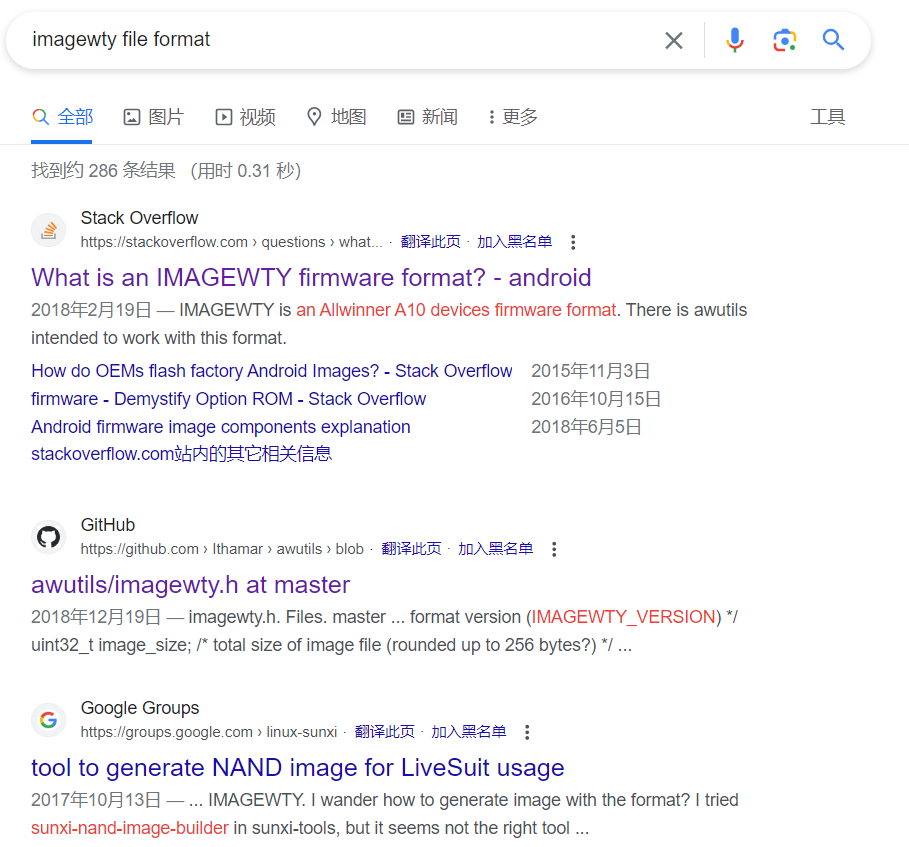 imagewty file format
全部 图片 视频 地图 新闻 更多 工具
找到约 286 条结果 （用时 0.31 秒）
Stack Overflow
https://stackoverflow.com › questions › what... · 翻译此页 · 加入黑名单
What is an IMAGEWTY firmware format? - android
2018年2月19日 — IMAGEWTY is an Allwinner A10 devices firmware format. There is awutils
intended to work with this format.
How do OEMs flash factory Android Images? - Stack Overflow 2015年11月3日
firmware - Demystify Option ROM - Stack Overflow 2016年10月15日
Android firmware image components explanation 2018年6月5日
stackoverflow.com站内的其它相关信息
GitHub
https://github.com › lthamar › awutils › blob · 翻译此页 · 加入黑名单
awutils/imagewty.h at master
2018年12月19日 — imagewty.h. Files. master ... format version (IMAGEWTY_VERSION) */
uint32_t image_size; /* total size of image file (rounded up to 256 bytes?) */ ...
Google Groups
https://groups.google.com › linux-sunxi · 翻译此页 · 加入黑名单
tool to generate NAND image for LiveSuit usage
2017年10月13日 — ... IMAGEWTY. I wander how to generate image with the format? I tried
sunxi-nand-image-builder in sunxi-tools, but it seems not the right tool ...